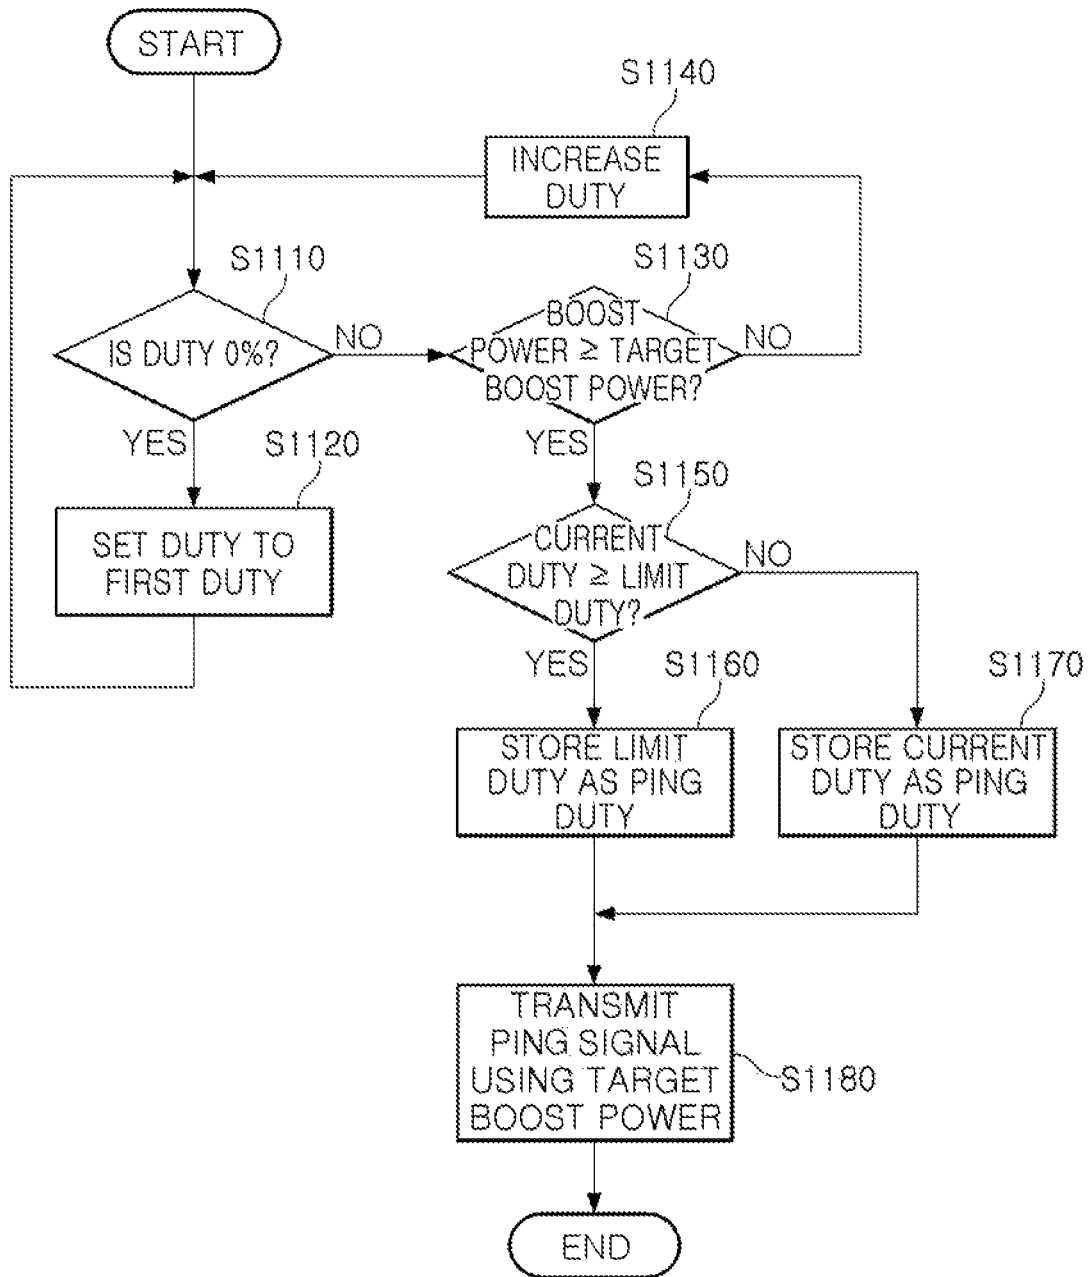 START
S1140
INCREASE
DUTY
S1110
IS DUTY 0%?
NO
YES
S1130
BOOST
POWER ≥ TARGET
BOOST POWER?
NO
YES
S1120
SET DUTY TO
FIRST DUTY
S1150
CURRENT
DUTY ≥ LIMIT
DUTY?
NO
YES
S1160
STORE LIMIT
DUTY AS PING
DUTY
S1170
STORE CURRENT
DUTY AS PING
DUTY
TRANSMIT
PING SIGNAL
USING TARGET
BOOST POWER
S1180
END